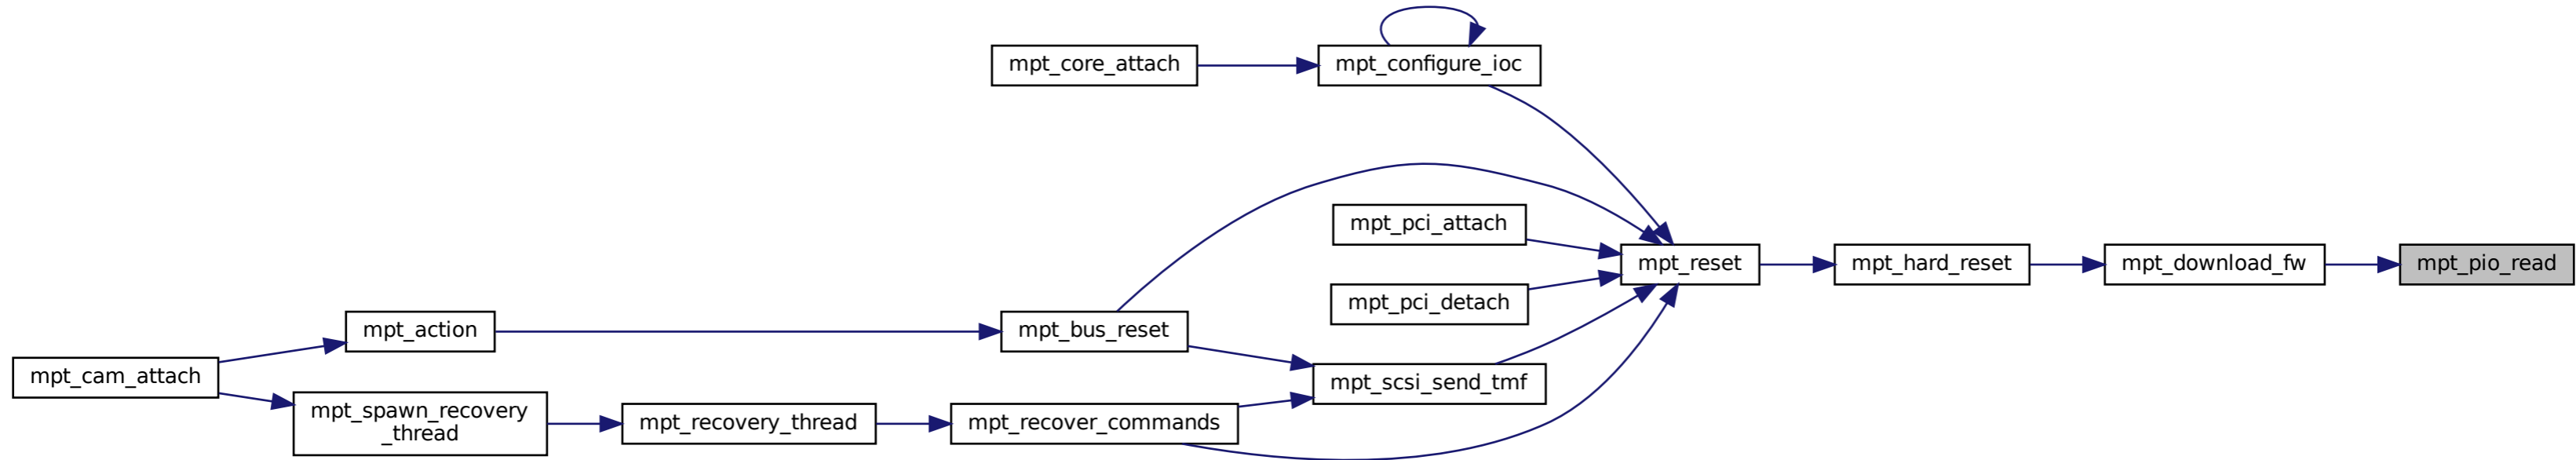 mpt_core_attach
mpt_configure_ioc
mpt_pci_attach
mpt_reset
mpt_hard_reset
mpt_download_fw
mpt_pio_read
mpt_pci_detach
mpt_action
mpt_bus_reset
mpt_cam_attach
mpt_scsi_send_tmf
mpt_spawn_recovery
_thread
mpt_recovery_thread
mpt_recover_commands